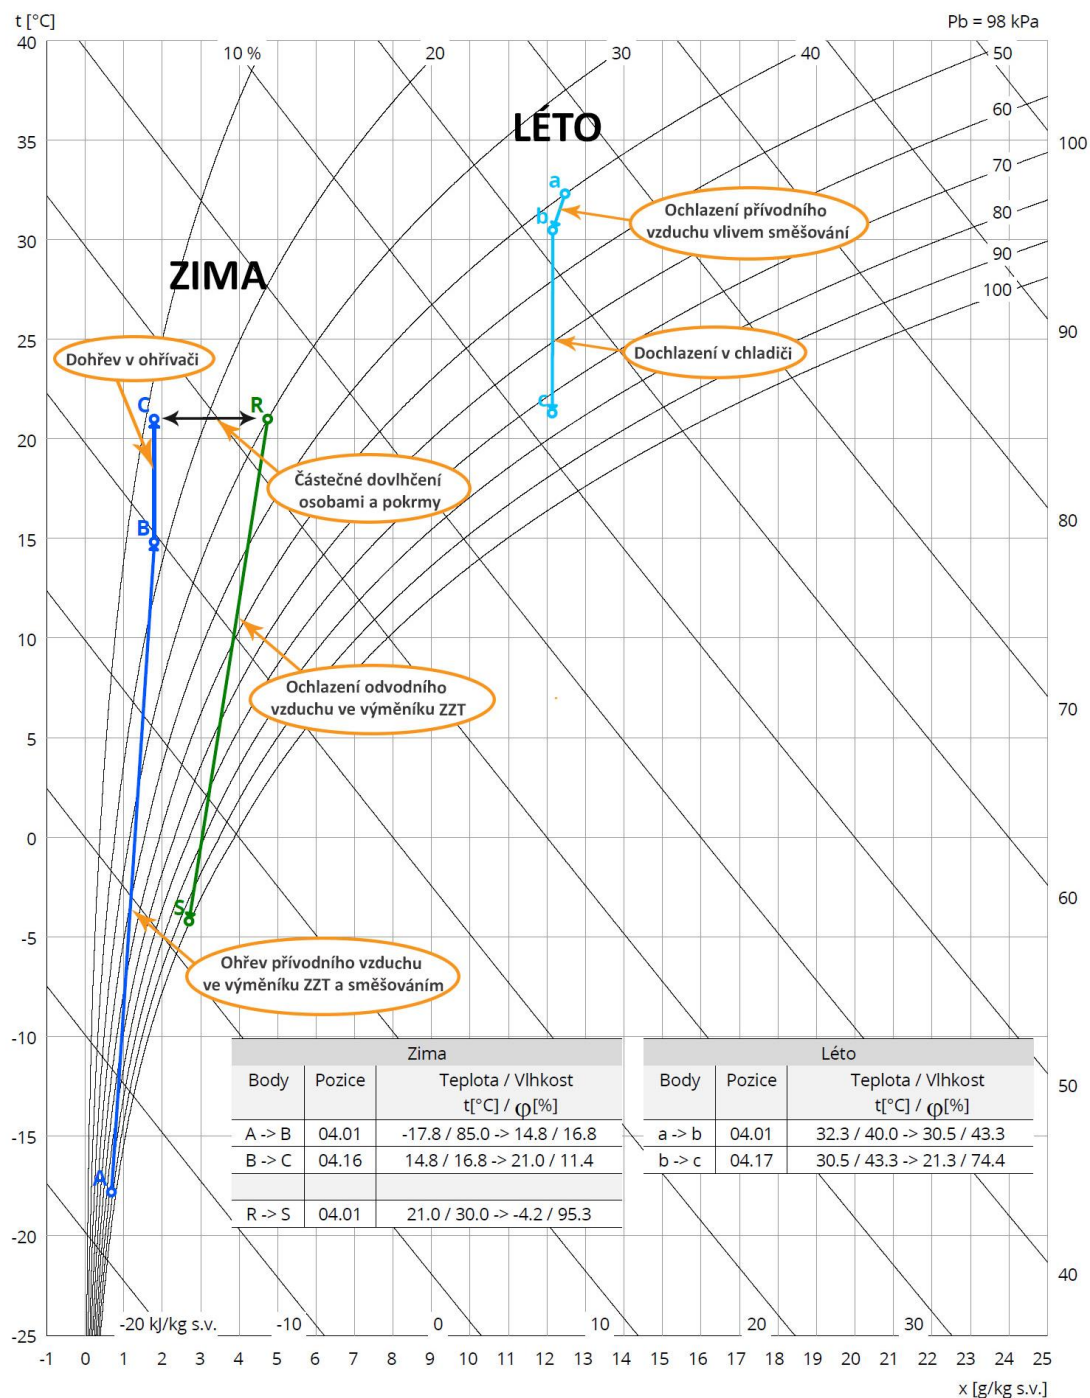 t [°C]
Pb = 98 kPa
40
10 %
20
30
40
50
60
70
80
90
100
100
90
80
70
60
50
40
35
30
25
20
15
10
5
0
-5
-10
-15
-20
-25
LÉTO
a
b
c
Ochlazení přívodního
vzduchu vlivem směšování
Dochlazení v chladiči
ZIMA
Dohřev v ohřívači
C
R
B
Částečné dovlhčení
osobami a pokrmy
Ochlazení odvodního
vzduchu ve výměníku ZZT
S
Ohřev přívodního vzduchu
ve výměníku ZZT a směšováním
A
Zima
Body Pozice Teplota / Vlhkost
t[°C] / φ[%]
A -> B 04.01 -17.8 / 85.0 -> 14.8 / 16.8
B -> C 04.16 14.8 / 16.8 -> 21.0 / 11.4
R -> S 04.01 21.0 / 30.0 -> -4.2 / 95.3
Léto
Body Pozice Teplota / Vlhkost
t[°C] / φ[%]
a -> b 04.01 32.3 / 40.0 -> 30.5 / 43.3
b -> c 04.17 30.5 / 43.3 -> 21.3 / 74.4
-20 kJ/kg s.v. -10 0 10 20 30
-1 0 1 2 3 4 5 6 7 8 9 10 11 12 13 14 15 16 17 18 19 20 21 22 23 24 25
x [g/kg s.v.]